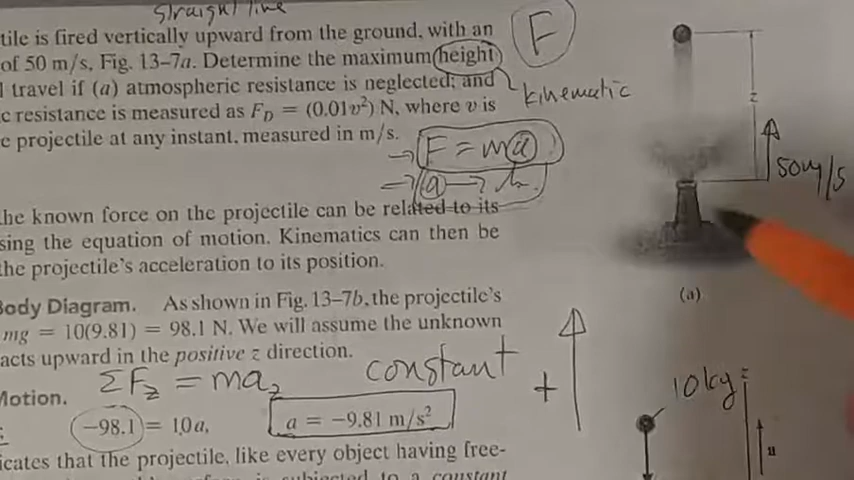 straight line
tile is fired vertically upward from the ground, with an
of 50 m/s, Fig. 13–7a. Determine the maximum height
l travel if (a) atmospheric resistance is neglected; and
c resistance is measured as F_D = (0.01v²) N, where v is
e projectile at any instant, measured in m/s.
F
kinematic
F = ma
a → h
z
50m/s
(a)
he known force on the projectile can be related to its
sing the equation of motion. Kinematics can then be
the projectile's acceleration to its position.
Body Diagram. As shown in Fig. 13–7b, the projectile's
mg = 10(9.81) = 98.1 N. We will assume the unknown
acts upward in the positive z direction.
ΣF_z = ma_z
constant
+
Motion.
−98.1 = 10a, a = −9.81 m/s²
10kg
z
a
icates that the projectile, like every object having free-
is subjected to a constant